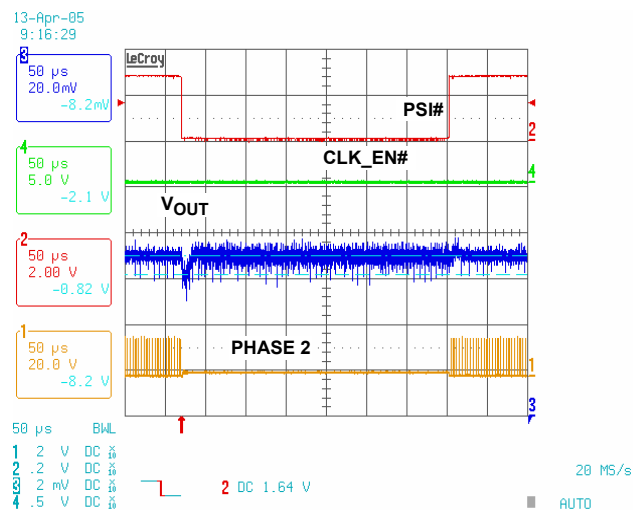 13-Apr-05
9:16:29
LeCroy
3
50 µs
20.0mV
-8.2mV
PSI#
2
4
50 µs
5.0 V
-2.1 V
CLK_EN#
4
VOUT
2
50 µs
2.00 V
-0.82 V
1
50 µs
20.0 V
-8.2 V
PHASE 2
1
3
50 µs BWL
1 2 V DC X10
2 .2 V DC X10
3 2 mV DC X10
4 .5 V DC X10
2 DC 1.64 V
20 MS/s
AUTO